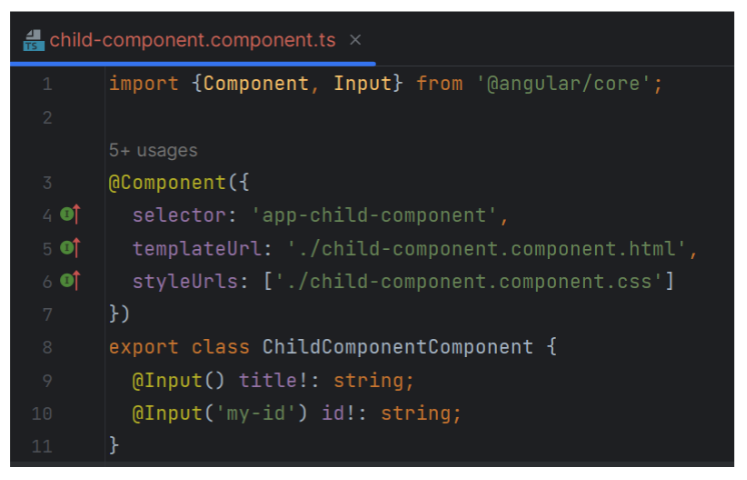 TS child-component.component.ts ×
1 import {Component, Input} from '@angular/core';
2
5+ usages
3 @Component({
4 I selector: 'app-child-component',
5 I templateUrl: './child-component.component.html',
6 I styleUrls: ['./child-component.component.css']
7 })
8 export class ChildComponentComponent {
9 @Input() title!: string;
10 @Input('my-id') id!: string;
11 }